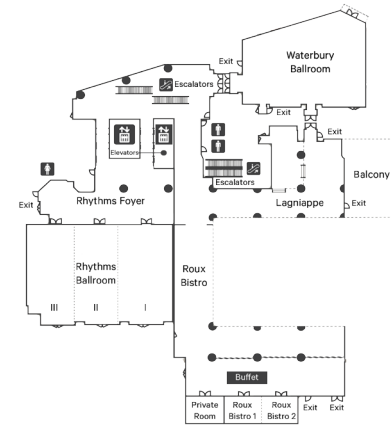 Exit
Waterbury
Ballroom
Escalators
Exit
Exit
Elevators
Escalators
Balcony
Exit
Rhythms Foyer
Lagniappe
Exit
Rhythms
Ballroom
Roux
Bistro
III II I
Buffet
Private
Room
Roux
Bistro 1
Roux
Bistro 2
Exit
Exit